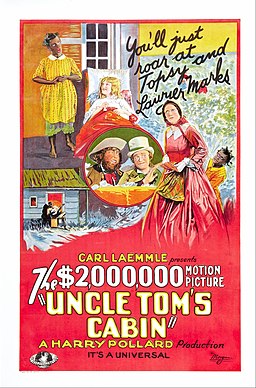 You'll just
roar at and
Topsy
Lawyer Marks
CARL LAEMMLE presents
The $2,000,000 MOTION PICTURE
"UNCLE TOM'S
CABIN"
A HARRY POLLARD Production
IT'S A UNIVERSAL